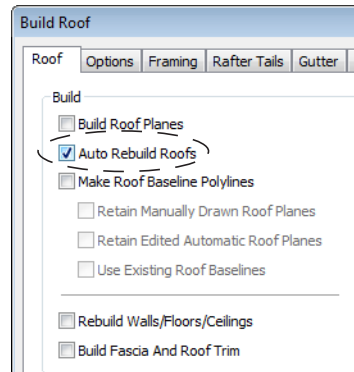 Build Roof
Roof Options Framing Rafter Tails Gutter
Build
Build Roof Planes
Auto Rebuild Roofs
Make Roof Baseline Polylines
Retain Manually Drawn Roof Planes
Retain Edited Automatic Roof Planes
Use Existing Roof Baselines
Rebuild Walls/Floors/Ceilings
Build Fascia And Roof Trim